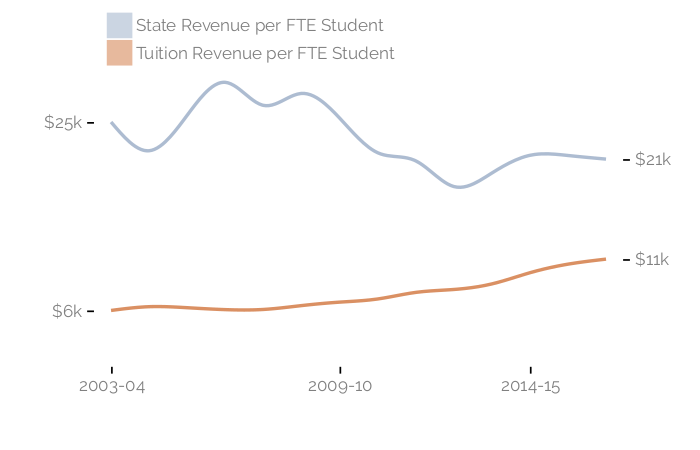 State Revenue per FTE Student
Tuition Revenue per FTE Student
$25k
$21k
$11k
$6k
2003-04
2009-10
2014-15